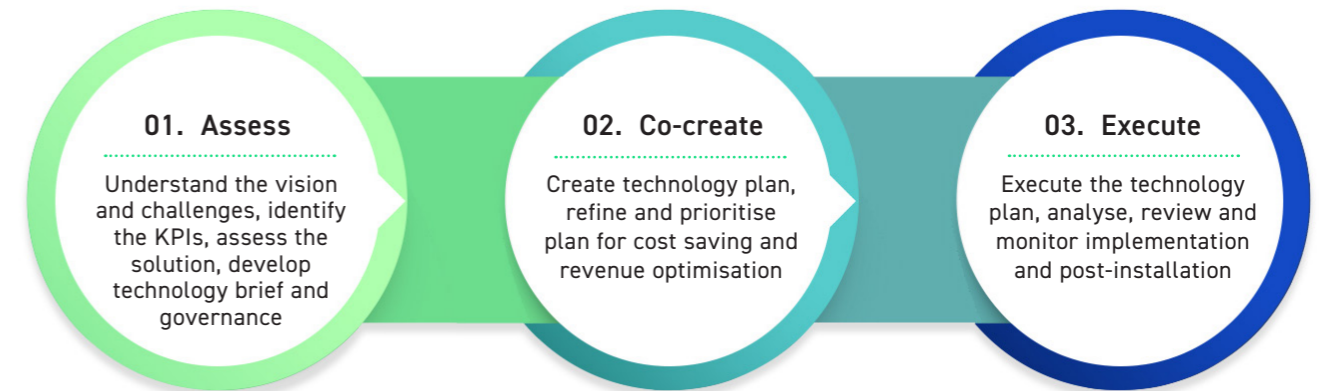 01. Assess
Understand the vision
and challenges, identify
the KPIs, assess the
solution, develop
technology brief and
governance
02. Co-create
Create technology plan,
refine and prioritise
plan for cost saving and
revenue optimisation
03. Execute
Execute the technology
plan, analyse, review and
monitor implementation
and post-installation